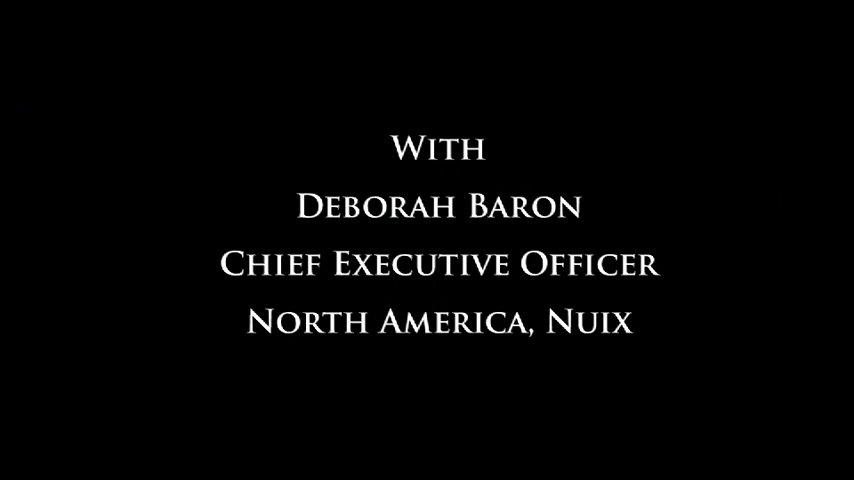 With
Deborah Baron
Chief Executive Officer
North America, Nuix